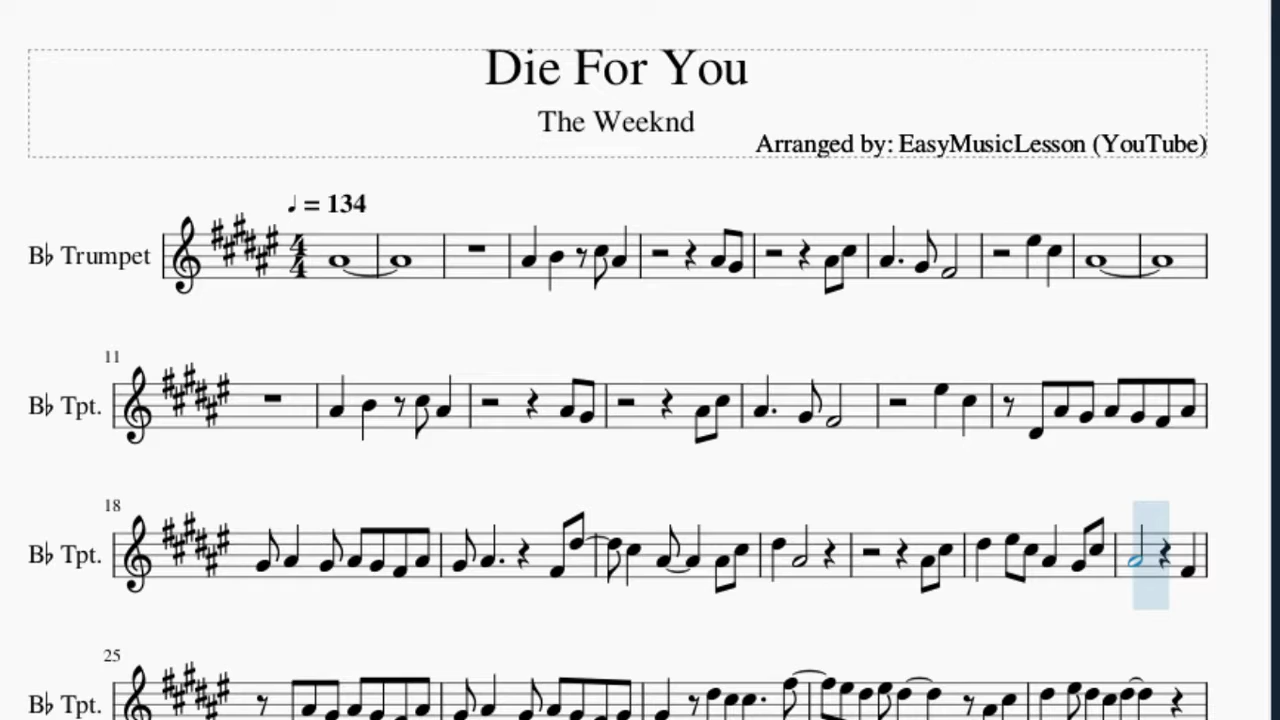 Die For You
The Weeknd
Arranged by: EasyMusicLesson (YouTube)
♩ = 134
B♭ Trumpet
4
4
11
B♭ Tpt.
18
B♭ Tpt.
25
B♭ Tpt.